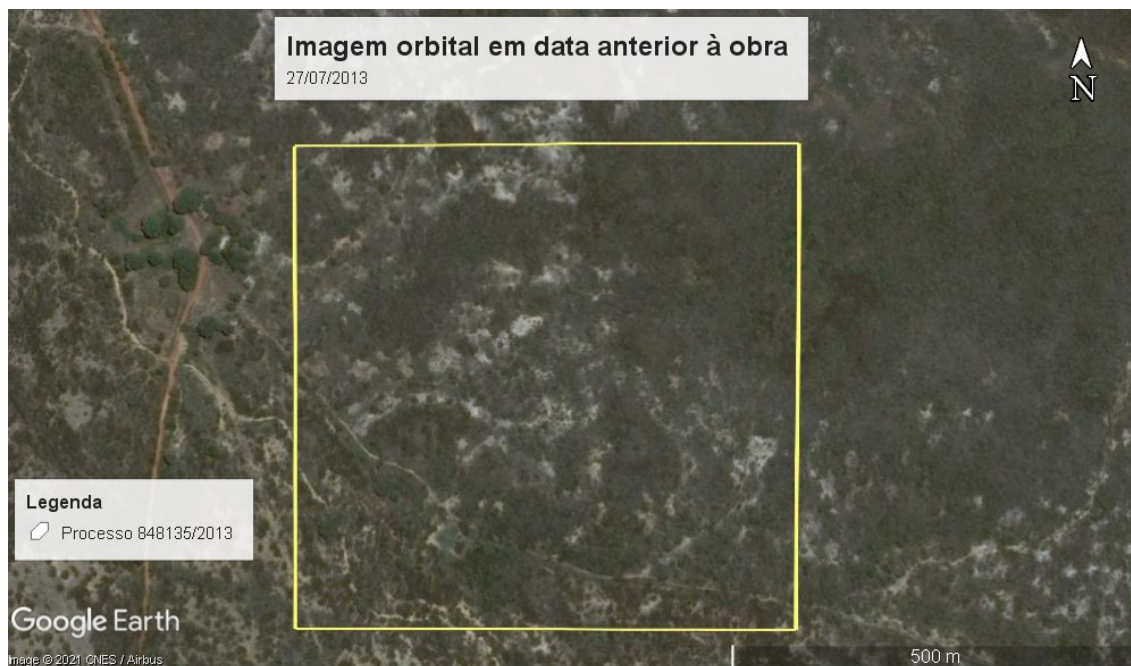 Imagem orbital em data anterior à obra
27/07/2013
N
Legenda
Processo 848135/2013
Google Earth
Image © 2021 CNES / Airbus
500 m